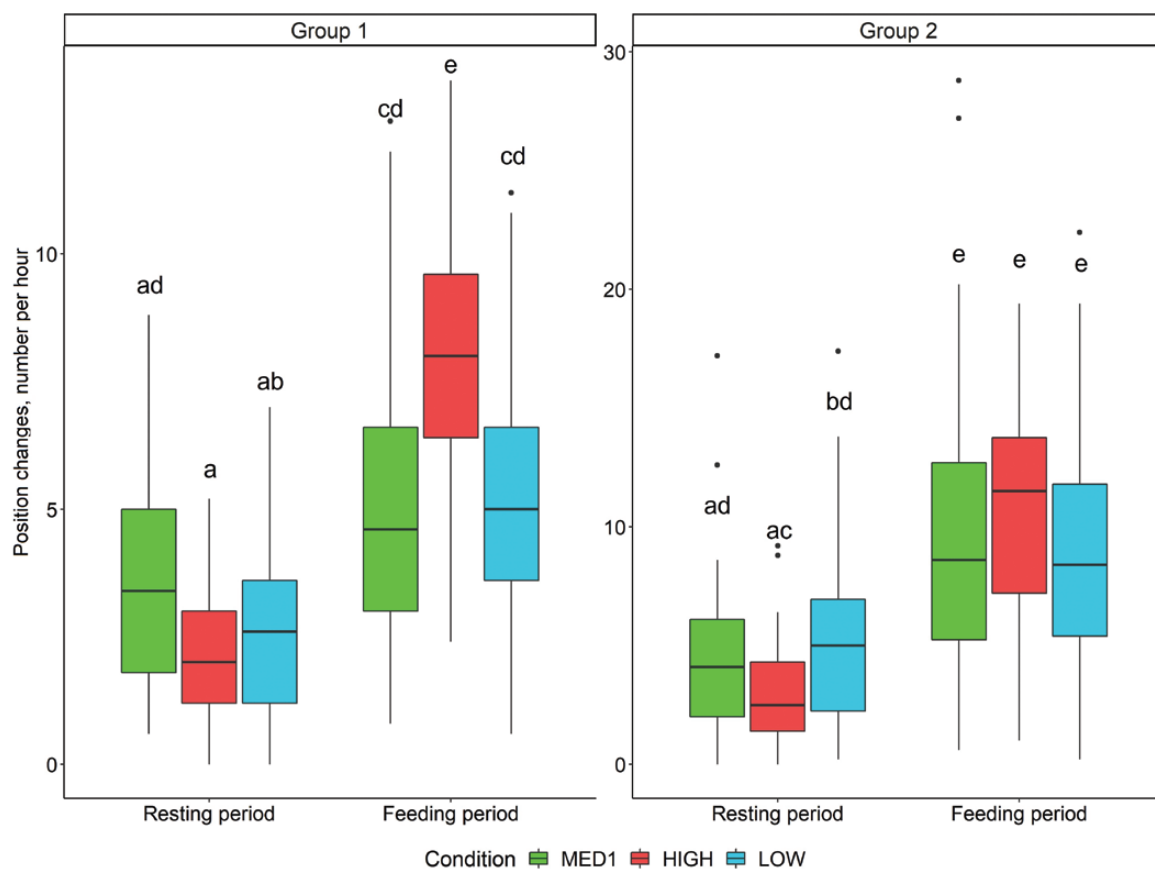 Group 1
Group 2
Position changes, number per hour
10
5
0
ad
a
ab
cd
e
cd
Resting period
Feeding period
30
20
10
0
ad
ac
bd
e
e
e
Resting period
Feeding period
Condition MED1 HIGH LOW